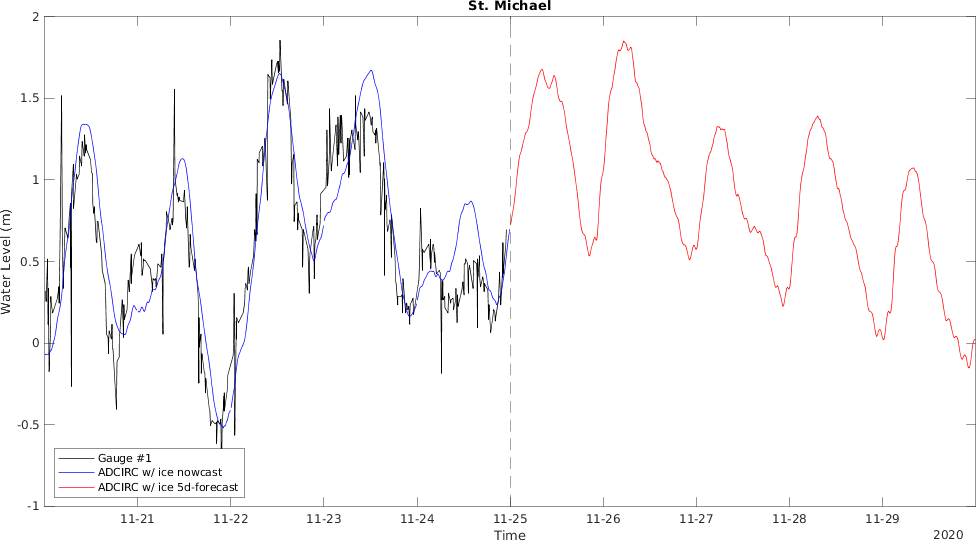 St. Michael
2
1.5
1
0.5
0
-0.5
-1
Water Level (m)
Gauge #1
ADCIRC w/ ice nowcast
ADCIRC w/ ice 5d-forecast
11-21 11-22 11-23 11-24 11-25 11-26 11-27 11-28 11-29
Time
2020